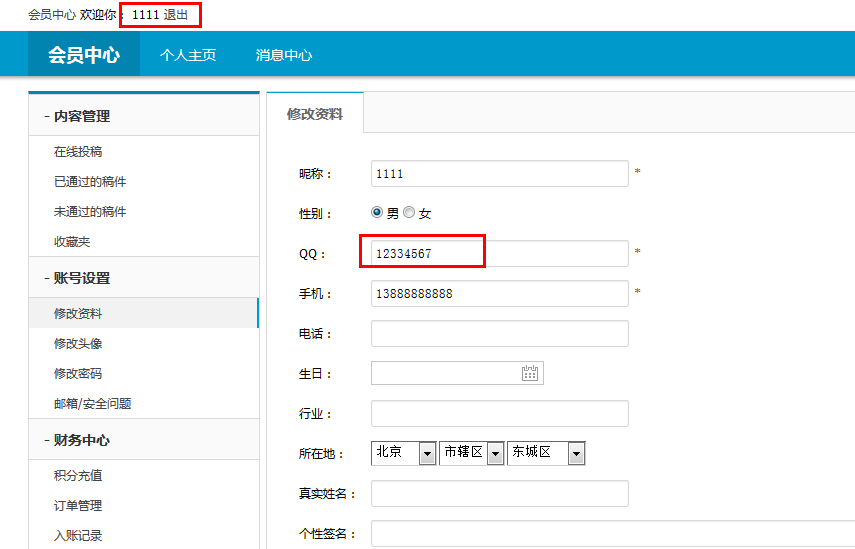 会员中心 欢迎你： 1111 退出
会员中心 个人主页 消息中心
- 内容管理
在线投稿
已通过的稿件
未通过的稿件
收藏夹
- 账号设置
修改资料
修改头像
修改密码
邮箱/安全问题
- 财务中心
积分充值
订单管理
入账记录
修改资料
昵称： 1111 *
性别： 男 女
QQ： 12334567 *
手机： 13888888888 *
电话：
生日：
行业：
所在地： 北京 市辖区 东城区
真实姓名：
个性签名：